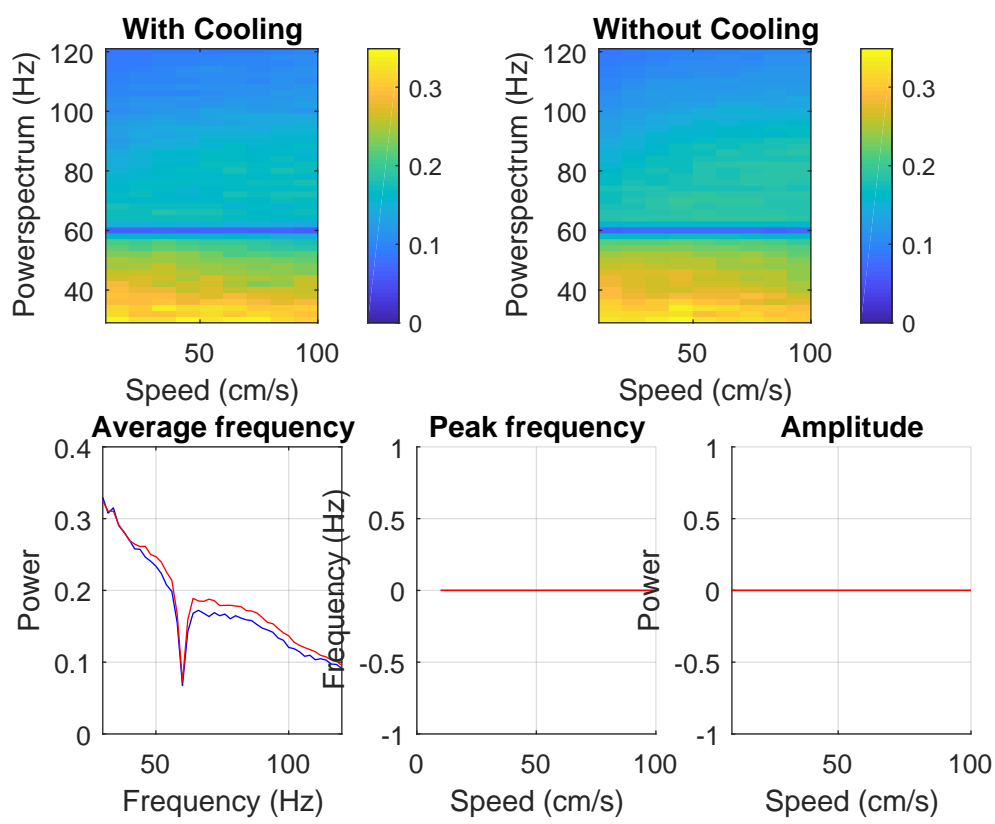 With Cooling
Without Cooling
120
100
80
60
40
Powerspectrum (Hz)
50
100
Speed (cm/s)
0.3
0.2
0.1
0
120
100
80
60
40
Powerspectrum (Hz)
50
100
Speed (cm/s)
0.3
0.2
0.1
0
Average frequency
0.4
0.3
0.2
0.1
0
Power
50
100
Frequency (Hz)
Peak frequency
1
0.5
0
-0.5
-1
Frequency (Hz)
0
50
100
Speed (cm/s)
Amplitude
1
0.5
0
-0.5
-1
Power
50
100
Speed (cm/s)